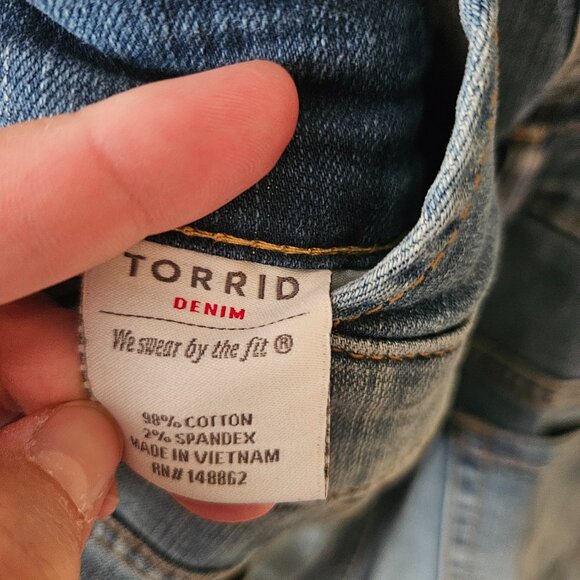 TORRID
DENIM
We swear by the fit ®
98% COTTON
2% SPANDEX
MADE IN VIETNAM
RN# 148862